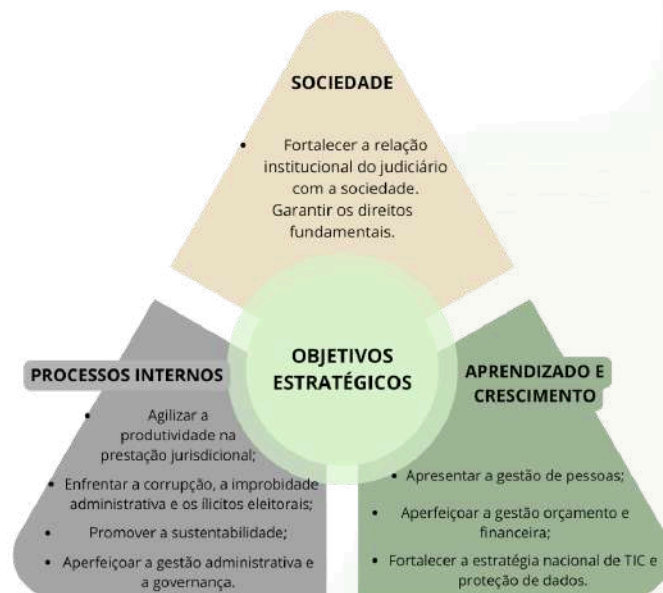 SOCIEDADE
• Fortalecer a relação
institucional do judiciário
com a sociedade.
Garantir os direitos
fundamentais.
OBJETIVOS
ESTRATÉGICOS
PROCESSOS INTERNOS
• Agilizar a
produtividade na
prestação jurisdicional;
• Enfrentar a corrupção, a improbidade
administrativa e os ílicitos eleitorais;
• Promover a sustentabilidade;
• Aperfeiçoar a gestão administrativa e
a governança.
APRENDIZADO E
CRESCIMENTO
• Apresentar a gestão de pessoas;
• Aperfeiçoar a gestão orçamento e
financeira;
• Fortalecer a estratégia nacional de TIC e
proteção de dados.